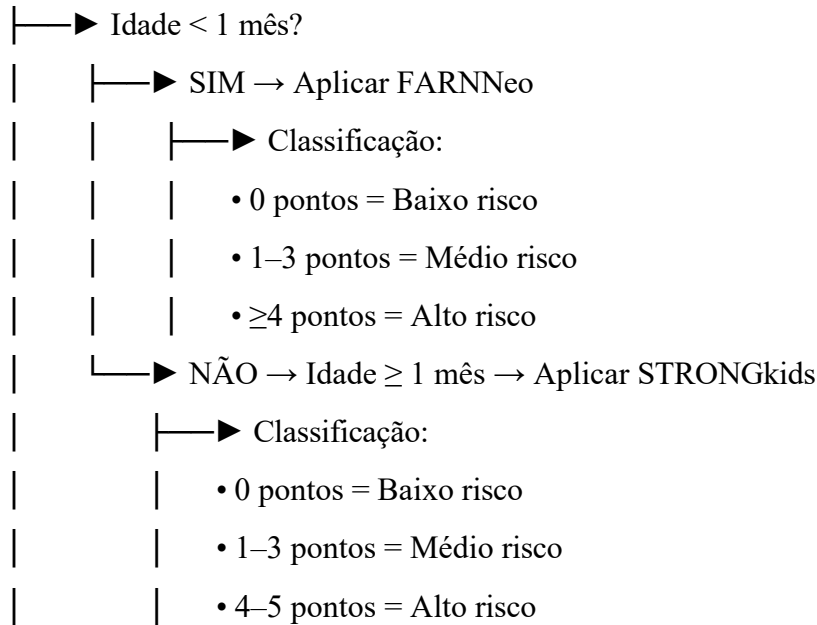 ├──► Idade < 1 mês?
│ ├──► SIM → Aplicar FARNNeo
│ │ ├──► Classificação:
│ │ │ • 0 pontos = Baixo risco
│ │ │ • 1–3 pontos = Médio risco
│ │ │ • ≥4 pontos = Alto risco
│ └──► NÃO → Idade ≥ 1 mês → Aplicar STRONGkids
│ ├──► Classificação:
│ │ • 0 pontos = Baixo risco
│ │ • 1–3 pontos = Médio risco
│ │ • 4–5 pontos = Alto risco